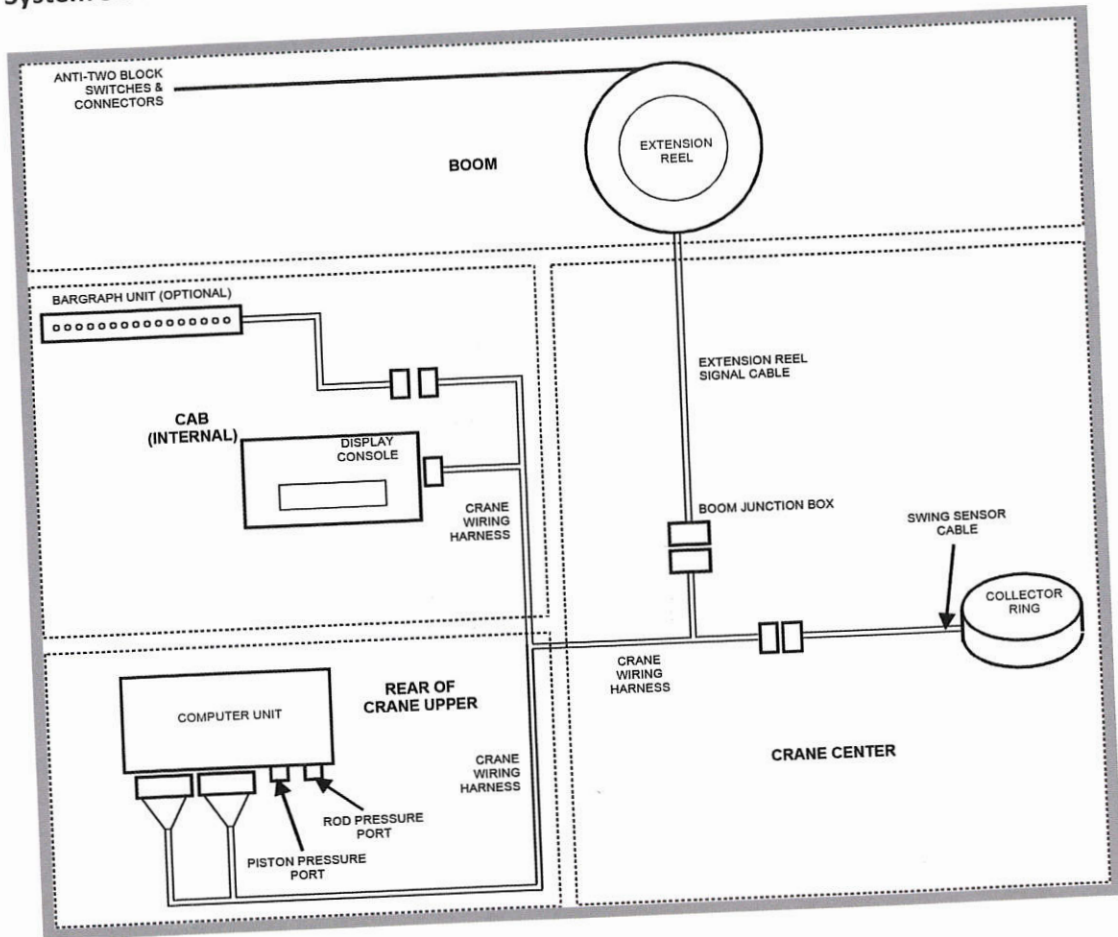 System
ANTI-TWO BLOCK
SWITCHES &
CONNECTORS
EXTENSION
REEL
BOOM
BARGRAPH UNIT (OPTIONAL)
CAB
(INTERNAL)
DISPLAY
CONSOLE
CRANE
WIRING
HARNESS
EXTENSION REEL
SIGNAL CABLE
BOOM JUNCTION BOX
SWING SENSOR
CABLE
COLLECTOR
RING
CRANE
WIRING
HARNESS
CRANE CENTER
REAR OF
CRANE UPPER
COMPUTER UNIT
CRANE
WIRING
HARNESS
ROD PRESSURE
PORT
PISTON PRESSURE
PORT